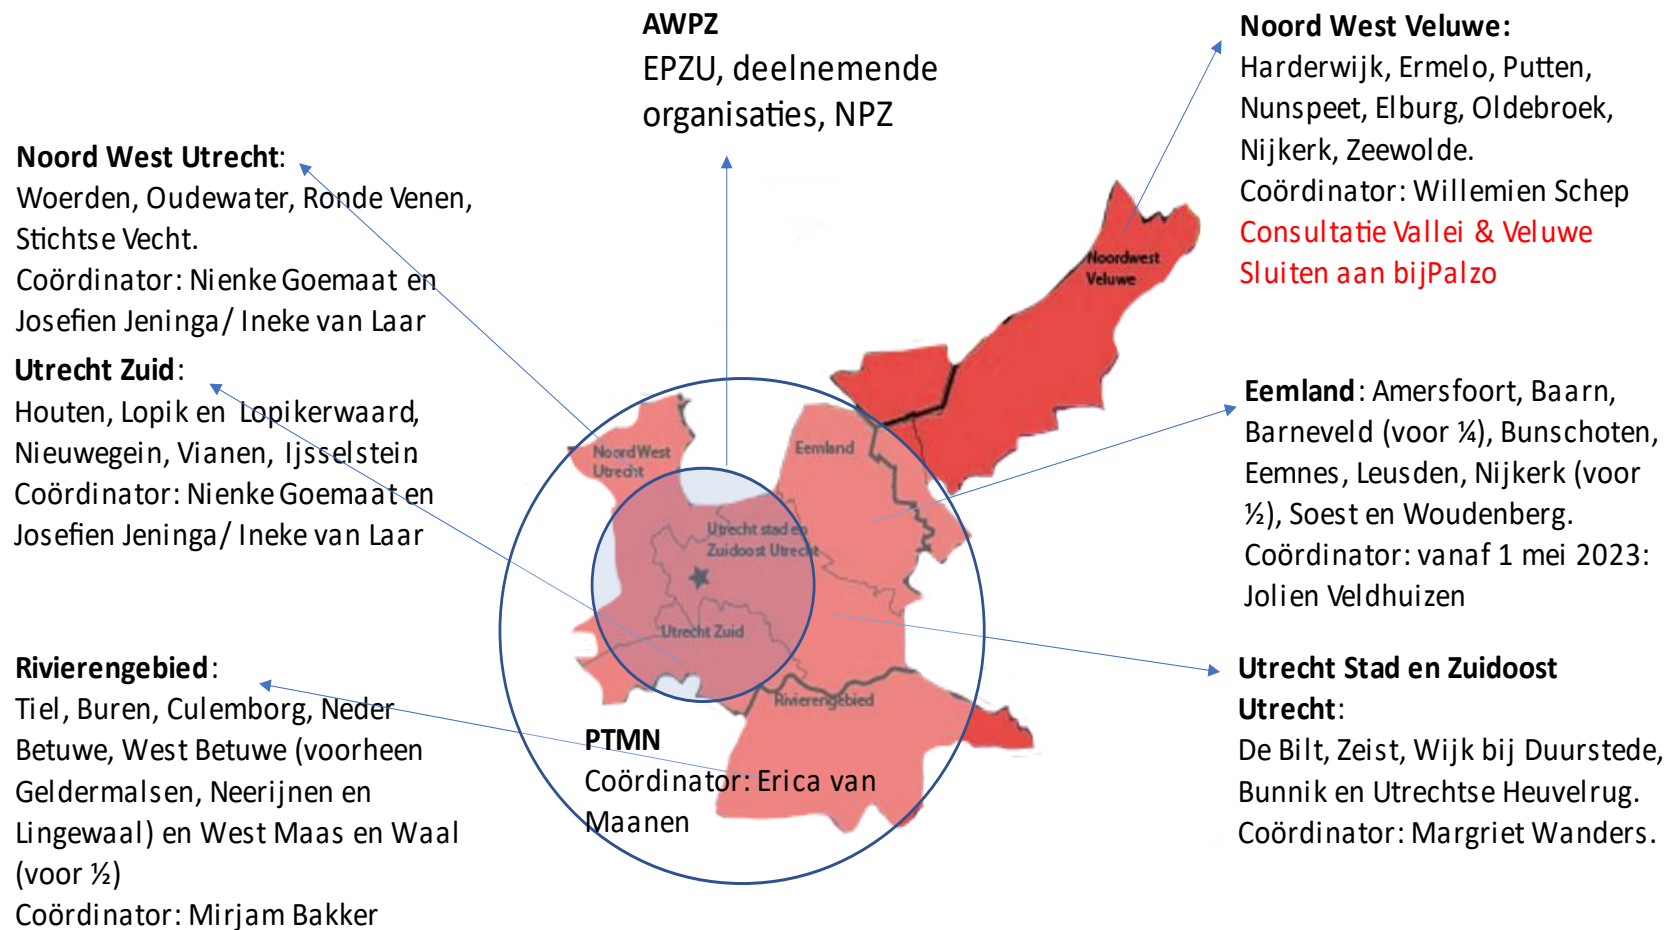 AWPZ
EPZU, deelnemende
organisaties, NPZ
Noord West Veluwe:
Harderwijk, Ermelo, Putten,
Nunspeet, Elburg, Oldebroek,
Nijkerk, Zeewolde.
Coördinator: Willemien Schep
Consultatie Vallei & Veluwe
Sluiten aan bijPalzo
Noord West Utrecht:
Woerden, Oudewater, Ronde Venen,
Stichtse Vecht.
Coördinator: Nienke Goemaat en
Josefien Jeninga/ Ineke van Laar
Utrecht Zuid:
Houten, Lopik en Lopikerwaard,
Nieuwegein, Vianen, Ijsselstein
Coördinator: Nienke Goemaat en
Josefien Jeninga/ Ineke van Laar
Eemland: Amersfoort, Baarn,
Barneveld (voor ¼), Bunschoten,
Eemnes, Leusden, Nijkerk (voor
½), Soest en Woudenberg.
Coördinator: vanaf 1 mei 2023:
Jolien Veldhuizen
Rivierengebied:
Tiel, Buren, Culemborg, Neder
Betuwe, West Betuwe (voorheen
Geldermalsen, Neerijnen en
Lingewaal) en West Maas en Waal
(voor ½)
Coördinator: Mirjam Bakker
PTMN
Coördinator: Erica van
Maanen
Utrecht Stad en Zuidoost
Utrecht:
De Bilt, Zeist, Wijk bij Duurstede,
Bunnik en Utrechtse Heuvelrug.
Coördinator: Margriet Wanders.
Noordwest
Veluwe
Noord West
Utrecht
Eemland
Utrecht stad en
Zuidoost Utrecht
Utrecht Zuid
Rivierengebied